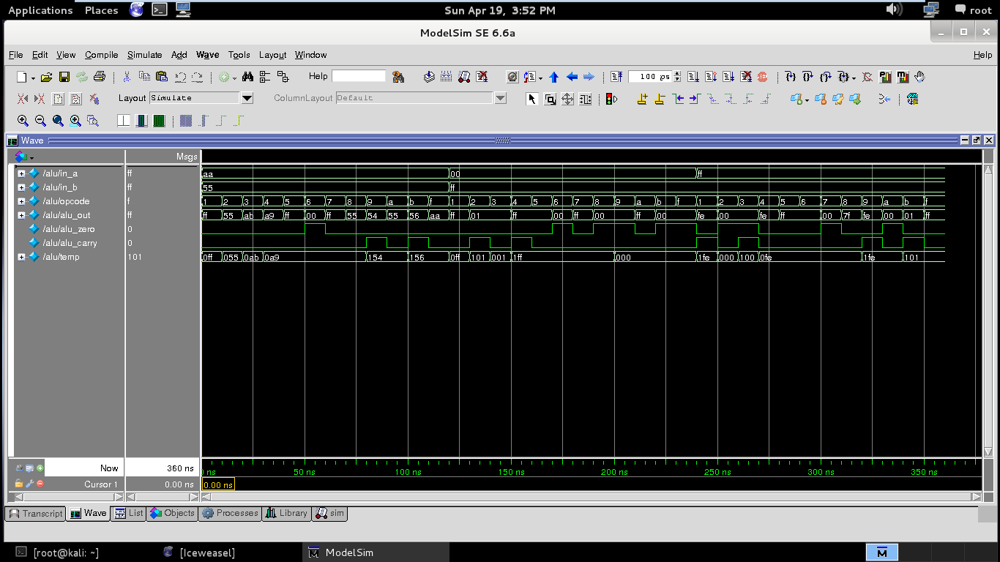 Applications Places Sun Apr 19, 3:52 PM root
ModelSim SE 6.6a
File Edit View Compile Simulate Add Wave Tools Layout Window Help
Help 100 ps
Layout Simulate ColumnLayout Default
Wave
Msgs
/alu/in_a ff aa 00 ff
/alu/in_b ff 55 ff
/alu/opcode f 1 2 3 4 5 6 7 8 9 a b f 1 2 3 4 5 6 7 8 9 a b f 1 2 3 4 5 6 7 8 9 a b f
/alu/alu_out ff ff 55 ab a9 ff 00 ff 55 54 55 56 aa ff 01 ff 00 ff 00 ff 00 fe 00 fe ff 00 7f fe 00 01 ff
/alu/alu_zero 0
/alu/alu_carry 0
/alu/temp 101 0ff 055 0ab 0a9 154 156 0ff 101 001 1ff 000 1fe 000 100 0fe 1fe 101
Now 360 ns ns 50 ns 100 ns 150 ns 200 ns 250 ns 300 ns 350 ns
Cursor 1 0.00 ns 0.00 ns
Transcript Wave List Objects Processes Library sim
[root@kali: ~] [Iceweasel] ModelSim